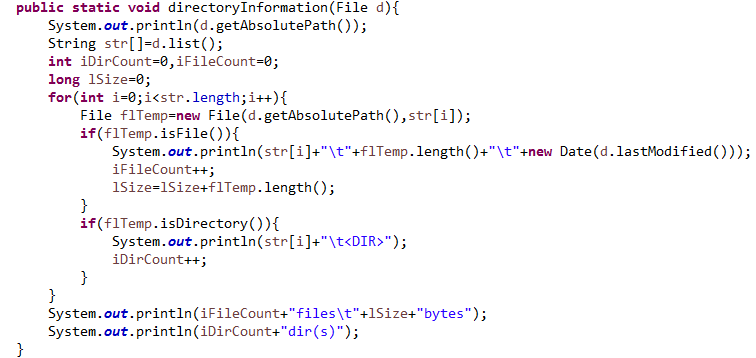 public static void directoryInformation(File d){
    System.out.println(d.getAbsolutePath());
    String str[]=d.list();
    int iDirCount=0,iFileCount=0;
    long lSize=0;
    for(int i=0;i<str.length;i++){
        File flTemp=new File(d.getAbsolutePath(),str[i]);
        if(flTemp.isFile()){
            System.out.println(str[i]+"\t"+flTemp.length()+"\t"+new Date(d.lastModified()));
            iFileCount++;
            lSize=lSize+flTemp.length();
        }
        if(flTemp.isDirectory()){
            System.out.println(str[i]+"\t<DIR>");
            iDirCount++;
        }
    }
    System.out.println(iFileCount+"files\t"+lSize+"bytes");
    System.out.println(iDirCount+"dir(s)");
}